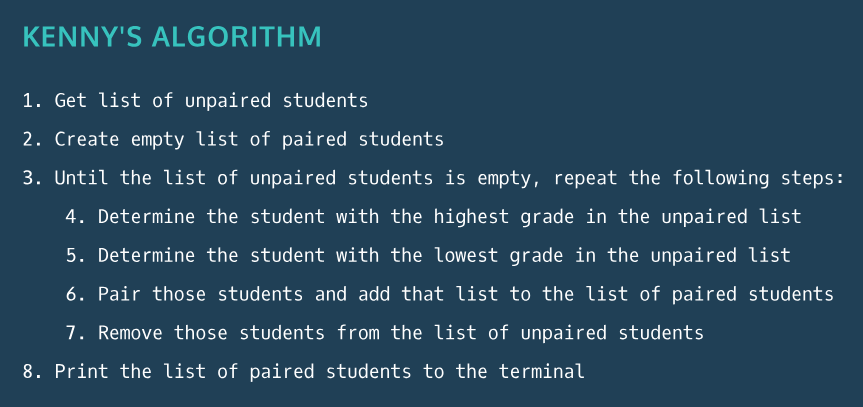 KENNY'S ALGORITHM
1. Get list of unpaired students
2. Create empty list of paired students
3. Until the list of unpaired students is empty, repeat the following steps:
4. Determine the student with the highest grade in the unpaired list
5. Determine the student with the lowest grade in the unpaired list
6. Pair those students and add that list to the list of paired students
7. Remove those students from the list of unpaired students
8. Print the list of paired students to the terminal